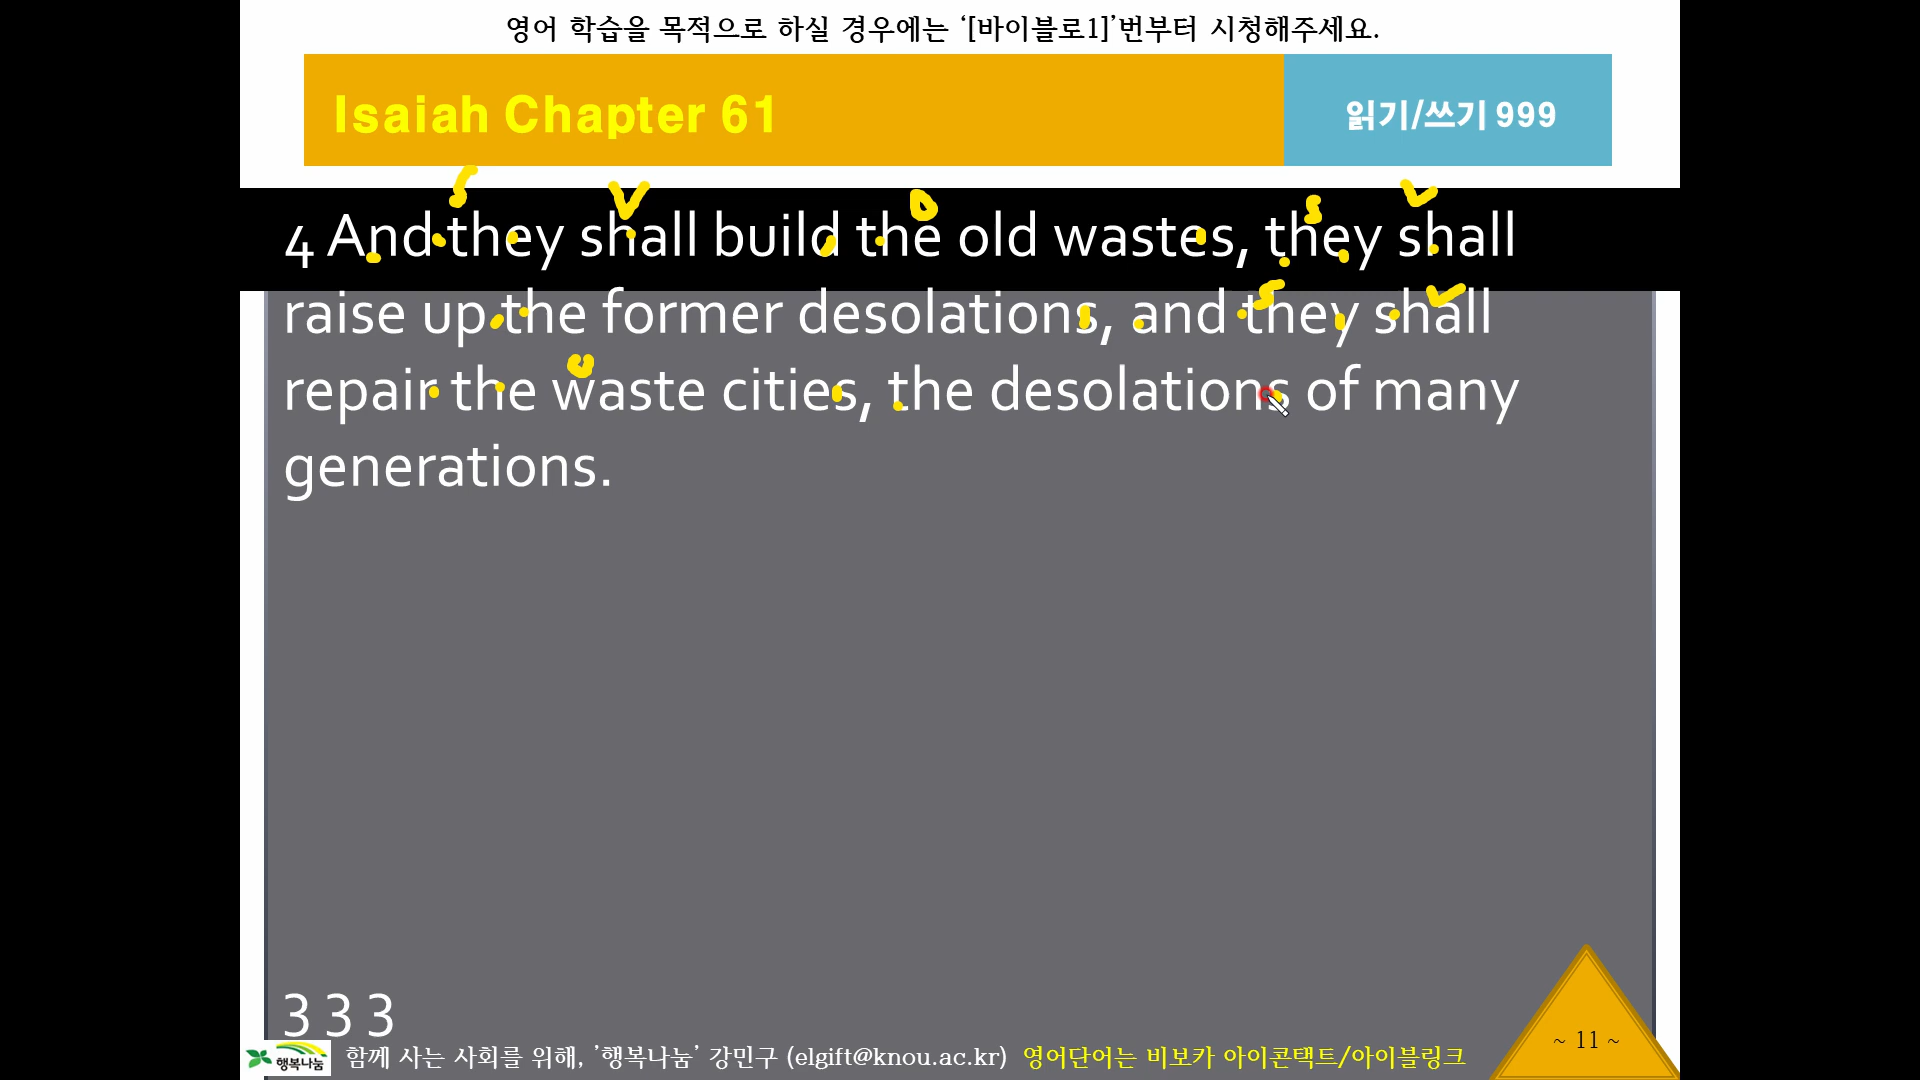 영어 학습을 목적으로 하실 경우에는 ‘[바이블로1]’번부터 시청해주세요.
Isaiah Chapter 61
읽기/쓰기 999
4 And they shall build the old wastes, they shall
raise up the former desolations, and they shall
repair the waste cities, the desolations of many
generations.
3 3 3
행복나눔
함께 사는 사회를 위해, ’행복나눔’ 강민구 (elgift@knou.ac.kr) 영어단어는 비보카 아이콘택트/아이블링크
~ 11 ~